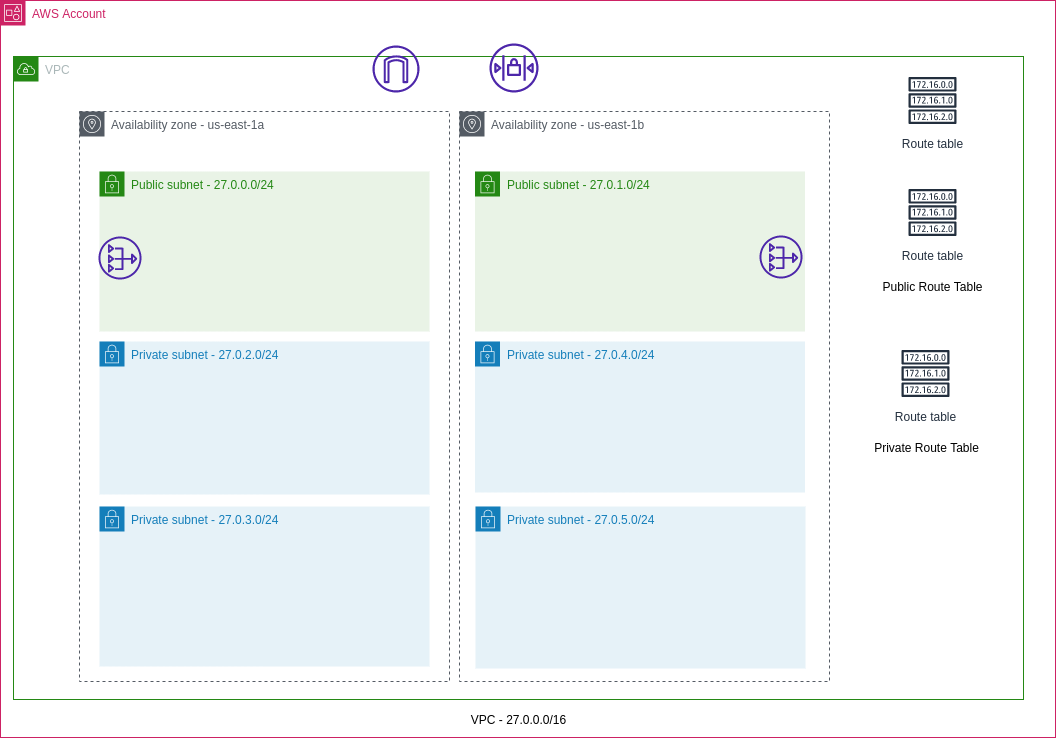 AWS Account
VPC
Availability zone - us-east-1a
Availability zone - us-east-1b
172.16.0.0
172.16.1.0
172.16.2.0
Route table
Public subnet - 27.0.0.0/24
Public subnet - 27.0.1.0/24
172.16.0.0
172.16.1.0
172.16.2.0
Route table
Public Route Table
Private subnet - 27.0.2.0/24
Private subnet - 27.0.4.0/24
172.16.0.0
172.16.1.0
172.16.2.0
Route table
Private Route Table
Private subnet - 27.0.3.0/24
Private subnet - 27.0.5.0/24
VPC - 27.0.0.0/16